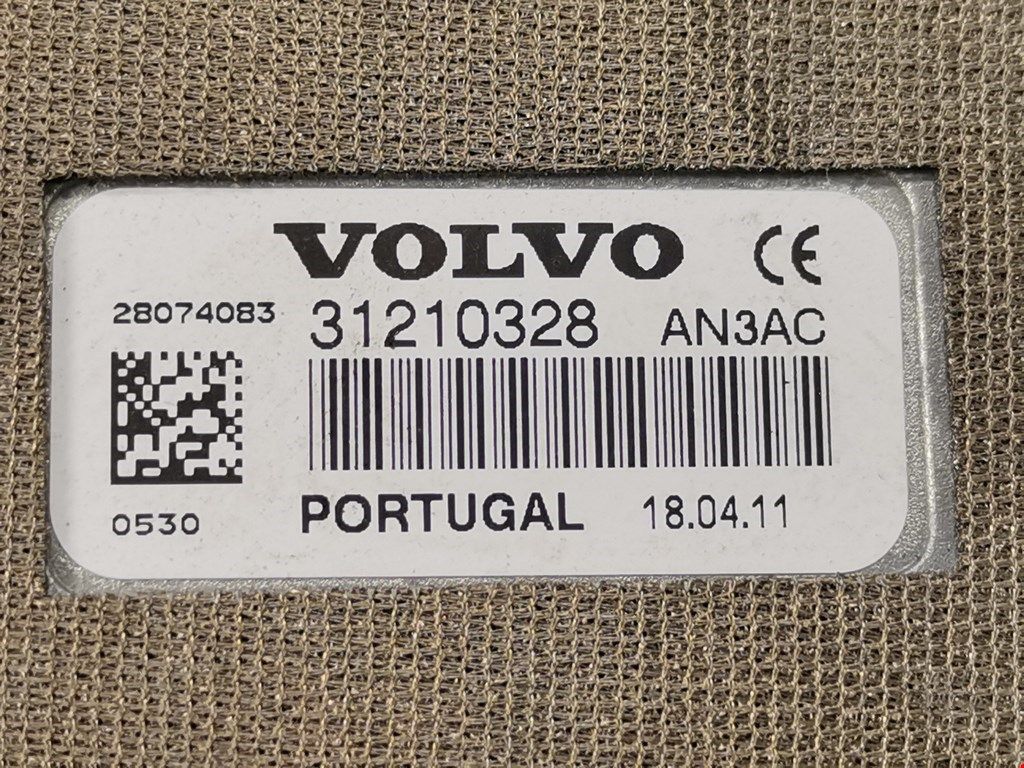 VOLVO CE
28074083 31210328 AN3AC
0530 PORTUGAL 18.04.11